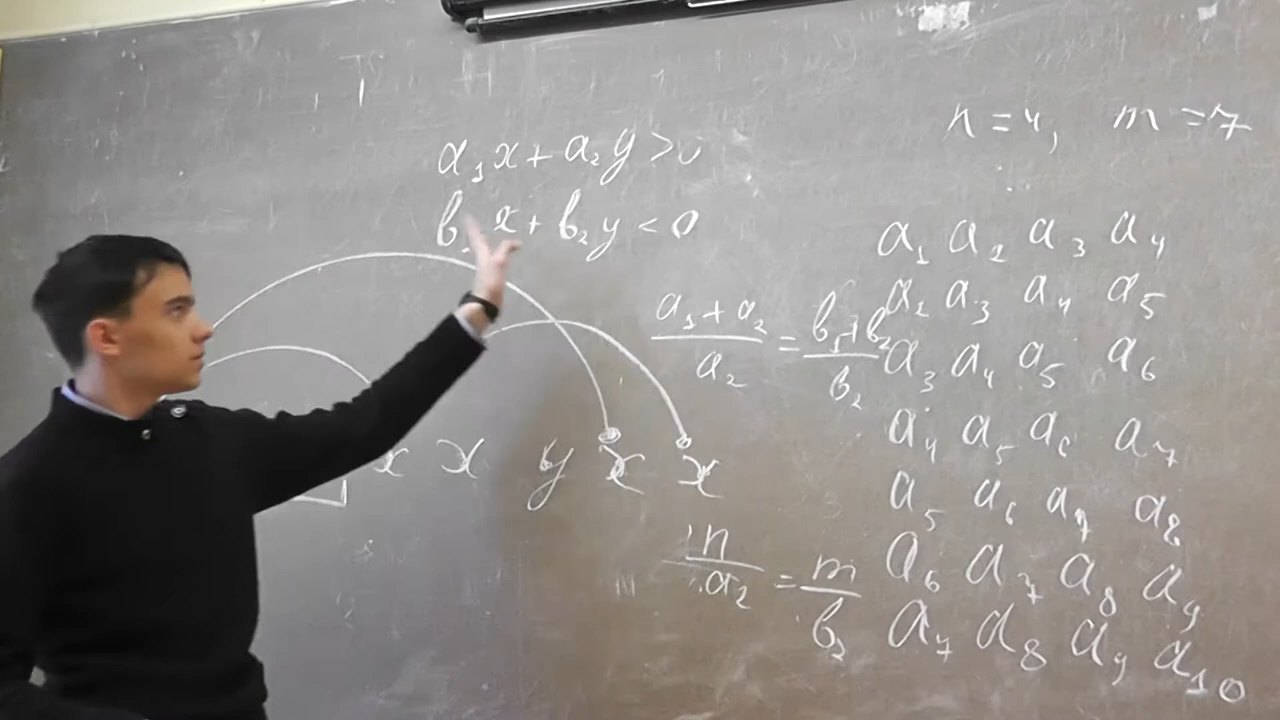 n = 4, m = 7
a₁x + a₂y > 0
b₁x + b₂y < 0
(a₁ + a₂)/a₂ = (b₁ + b₂)/b₂
x x y x x
n/a₂ = m/b₂
a₁ a₂ a₃ a₄
a₂ a₃ a₄ a₅
a₃ a₄ a₅ a₆
a₄ a₅ a₆ a₇
a₅ a₆ a₇ a₈
a₆ a₇ a₈ a₉
a₇ a₈ a₉ a₁₀